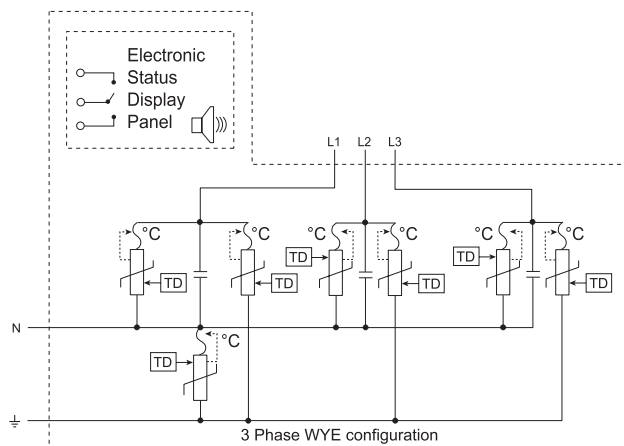 Electronic
Status
Display
Panel
L1 L2 L3
°C °C °C °C °C °C
TD TD TD TD TD TD
N
°C
TD
3 Phase WYE configuration